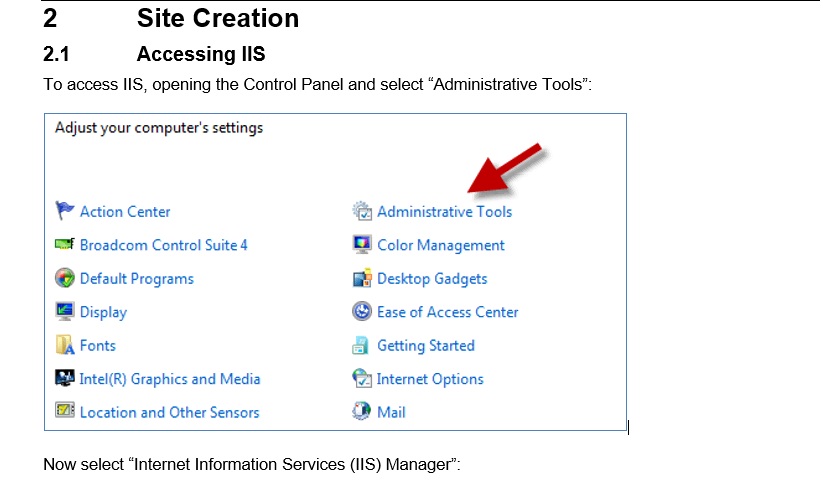 2 Site Creation
2.1 Accessing IIS
To access IIS, opening the Control Panel and select “Administrative Tools”:
Adjust your computer's settings
Action Center
Administrative Tools
Broadcom Control Suite 4
Color Management
Default Programs
Desktop Gadgets
Display
Ease of Access Center
Fonts
Getting Started
Intel(R) Graphics and Media
Internet Options
Location and Other Sensors
Mail
Now select “Internet Information Services (IIS) Manager”: